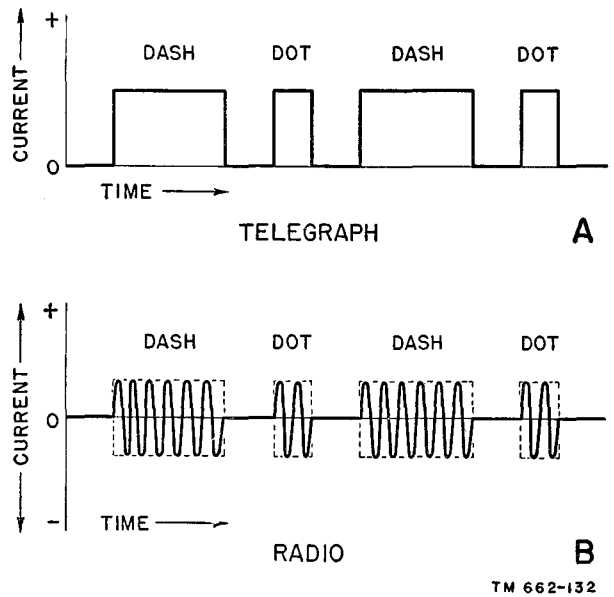 +
DASH DOT DASH DOT
CURRENT
0
TIME
TELEGRAPH A
+
DASH DOT DASH DOT
CURRENT
0
-
TIME
RADIO B
TM 662-132